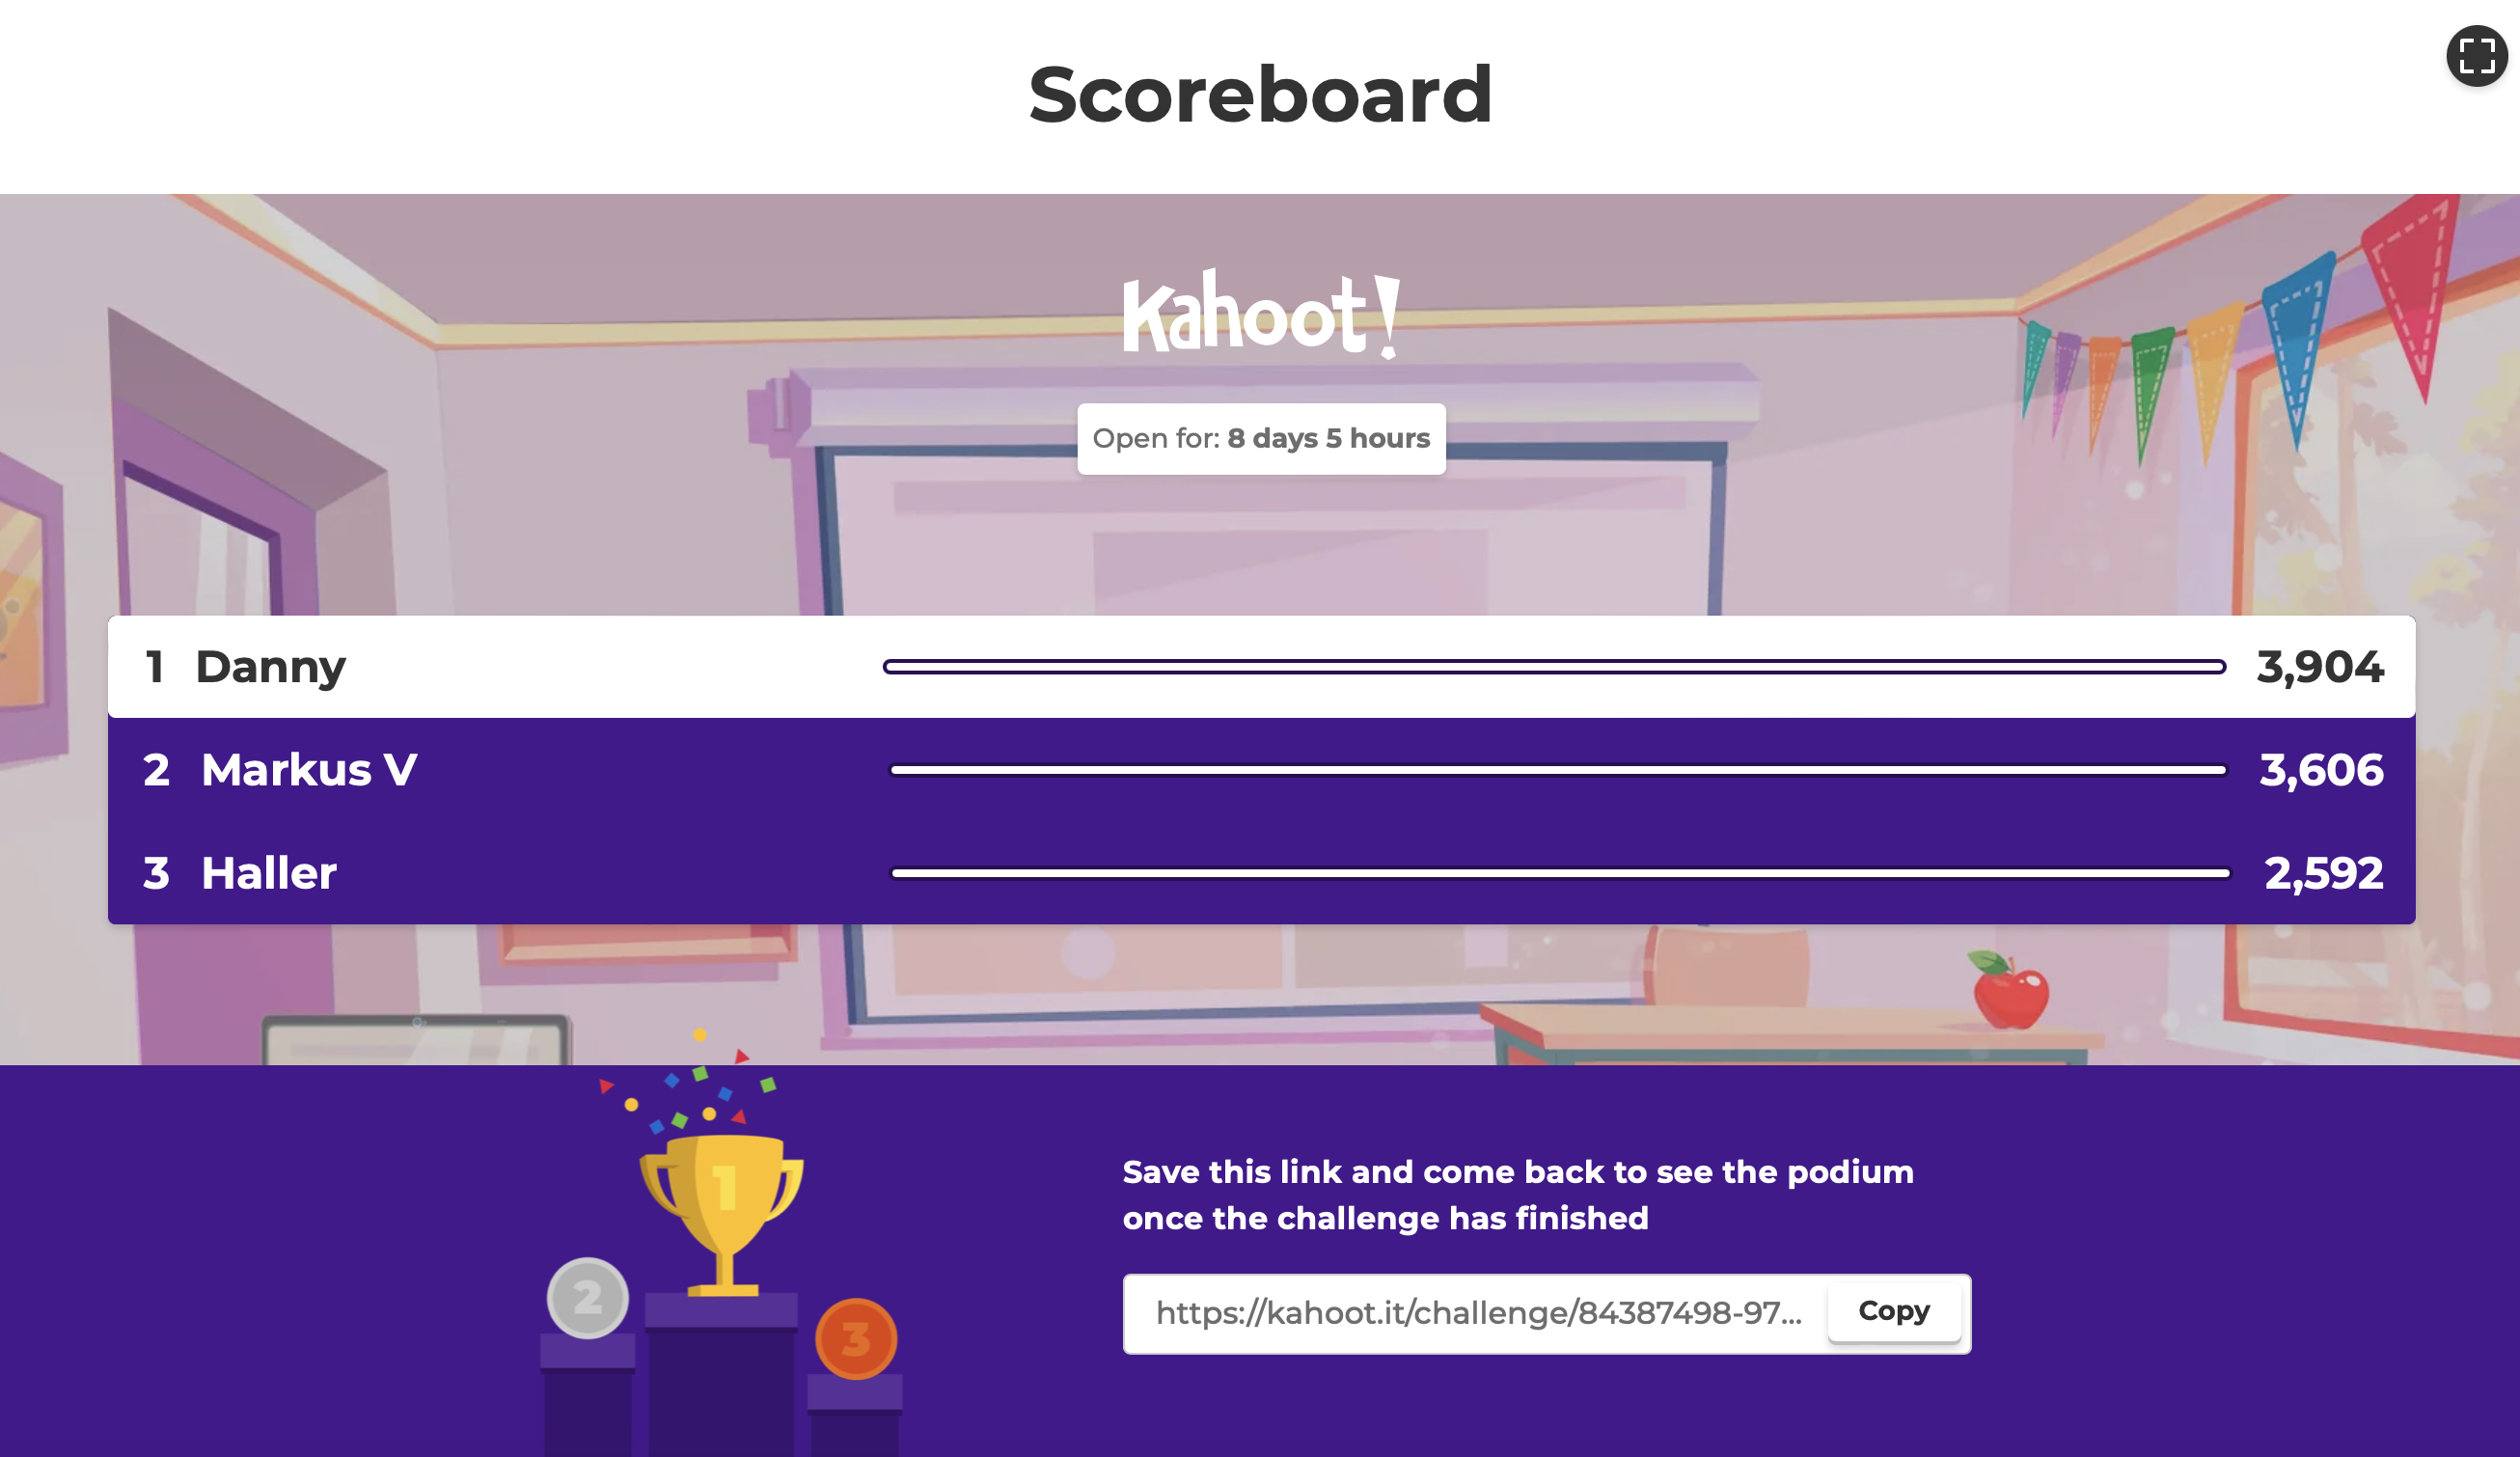 Scoreboard
Kahoot!
Open for: 8 days 5 hours
1 Danny 3,904
2 Markus V 3,606
3 Haller 2,592
1
2
3
Save this link and come back to see the podium
once the challenge has finished
https://kahoot.it/challenge/84387498-97... Copy